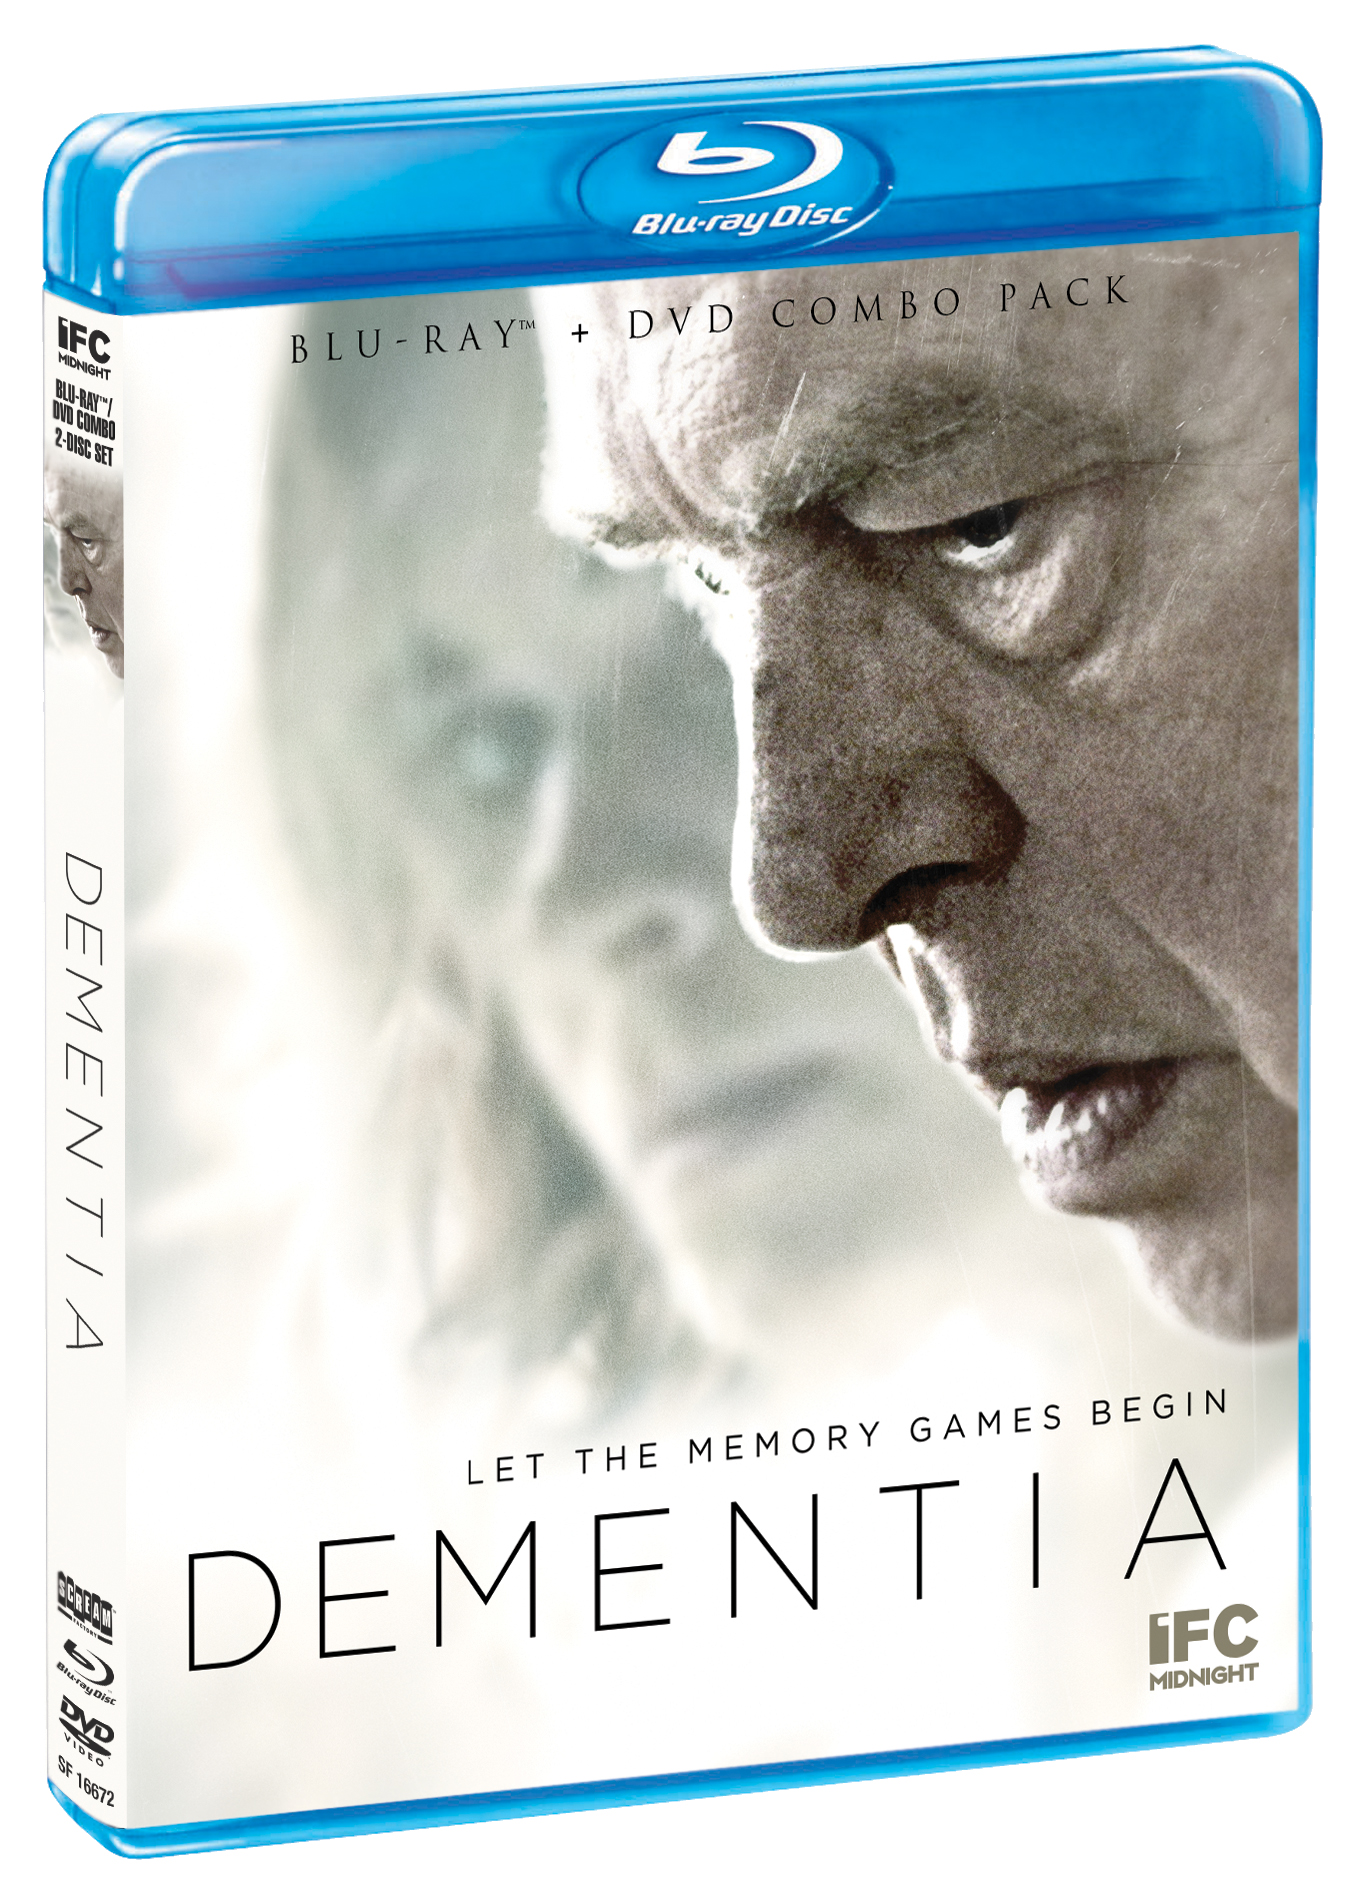 Blu-ray Disc
BLU-RAY™ + DVD COMBO PACK
LET THE MEMORY GAMES BEGIN
DEMENTIA
IFC
MIDNIGHT
IFC
MIDNIGHT
BLU-RAY™/
DVD COMBO
2-DISC SET
DEMENTIA
SCREAM™
FACTORY
Blu-ray Disc
DVD
VIDEO
SF 16672